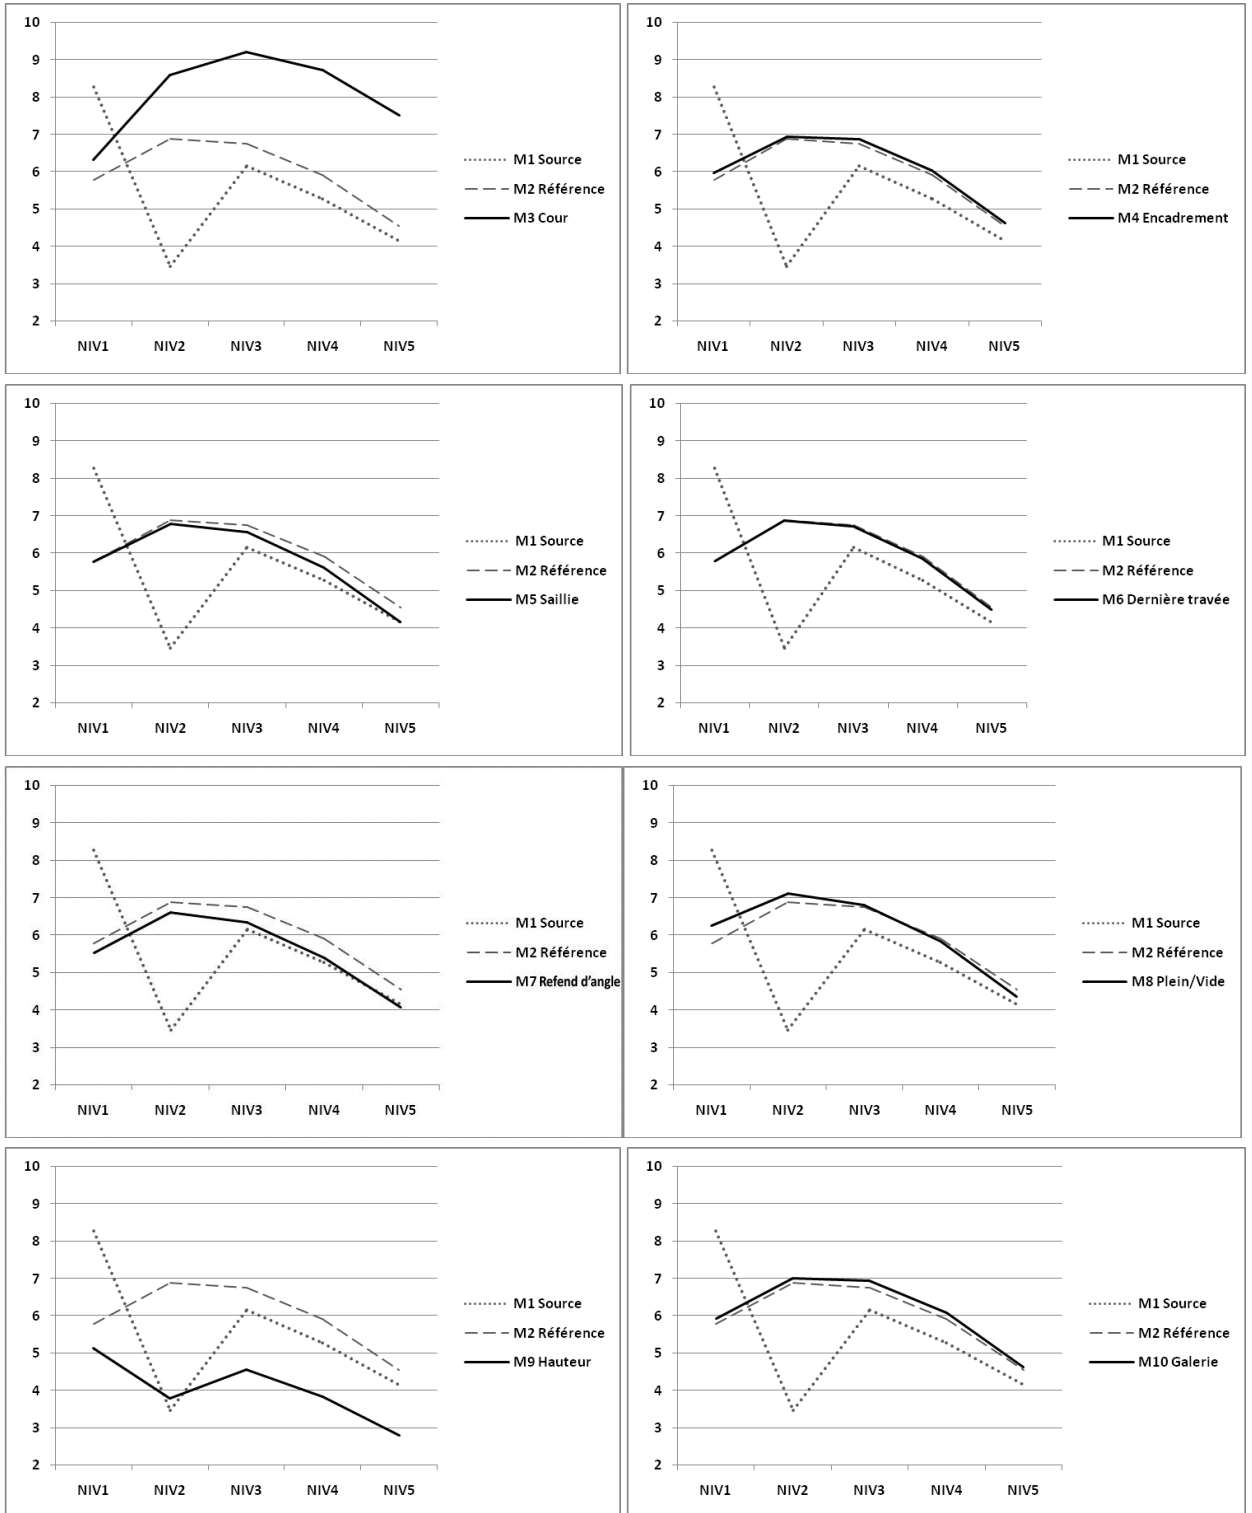 10
9
8
7
6
5
4
3
2
NIV1 NIV2 NIV3 NIV4 NIV5
M1 Source
M2 Référence
M3 Cour
10
9
8
7
6
5
4
3
2
NIV1 NIV2 NIV3 NIV4 NIV5
M1 Source
M2 Référence
M4 Encadrement
10
9
8
7
6
5
4
3
2
NIV1 NIV2 NIV3 NIV4 NIV5
M1 Source
M2 Référence
M5 Saillie
10
9
8
7
6
5
4
3
2
NIV1 NIV2 NIV3 NIV4 NIV5
M1 Source
M2 Référence
M6 Dernière travée
10
9
8
7
6
5
4
3
2
NIV1 NIV2 NIV3 NIV4 NIV5
M1 Source
M2 Référence
M7 Refend d'angle
10
9
8
7
6
5
4
3
2
NIV1 NIV2 NIV3 NIV4 NIV5
M1 Source
M2 Référence
M8 Plein/Vide
10
9
8
7
6
5
4
3
2
NIV1 NIV2 NIV3 NIV4 NIV5
M1 Source
M2 Référence
M9 Hauteur
10
9
8
7
6
5
4
3
2
NIV1 NIV2 NIV3 NIV4 NIV5
M1 Source
M2 Référence
M10 Galerie